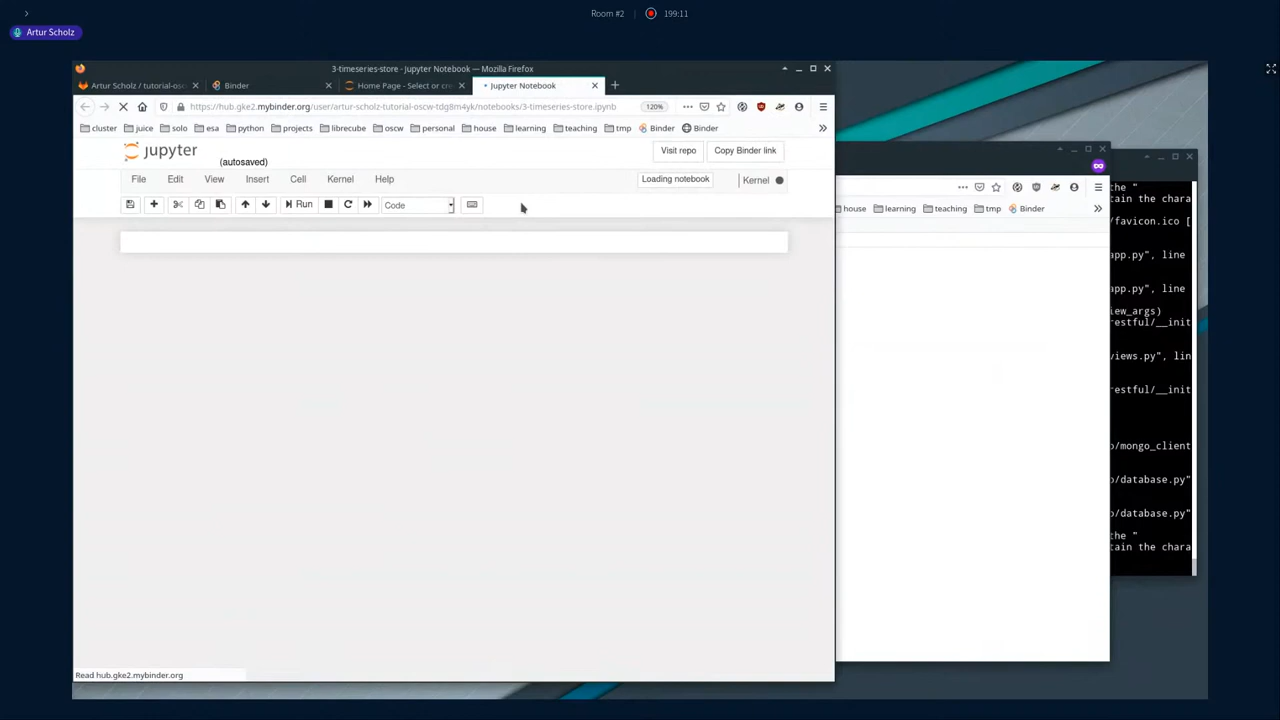 Room #2
199:11
Artur Scholz
3-timeseries-store - Jupyter Notebook — Mozilla Firefox
Artur Scholz / tutorial-osc
Binder
Home Page - Select or cre
Jupyter Notebook
https://hub.gke2.mybinder.org/user/artur-scholz-tutorial-oscw-tdg8m4yk/notebooks/3-timeseries-store.ipynb
120%
cluster juice solo esa python projects librecube oscw personal house learning teaching tmp Binder Binder
jupyter
(autosaved)
Visit repo
Copy Binder link
File Edit View Insert Cell Kernel Help
Loading notebook
Kernel
Run
Code
Read hub.gke2.mybinder.org
house learning teaching tmp Binder
the "
tain the chara
/favicon.ico [
app.py", line
app.py", line
iew_args)
restful/__init
views.py", lin
restful/__init
o/mongo_client
o/database.py"
o/database.py"
the "
tain the chara